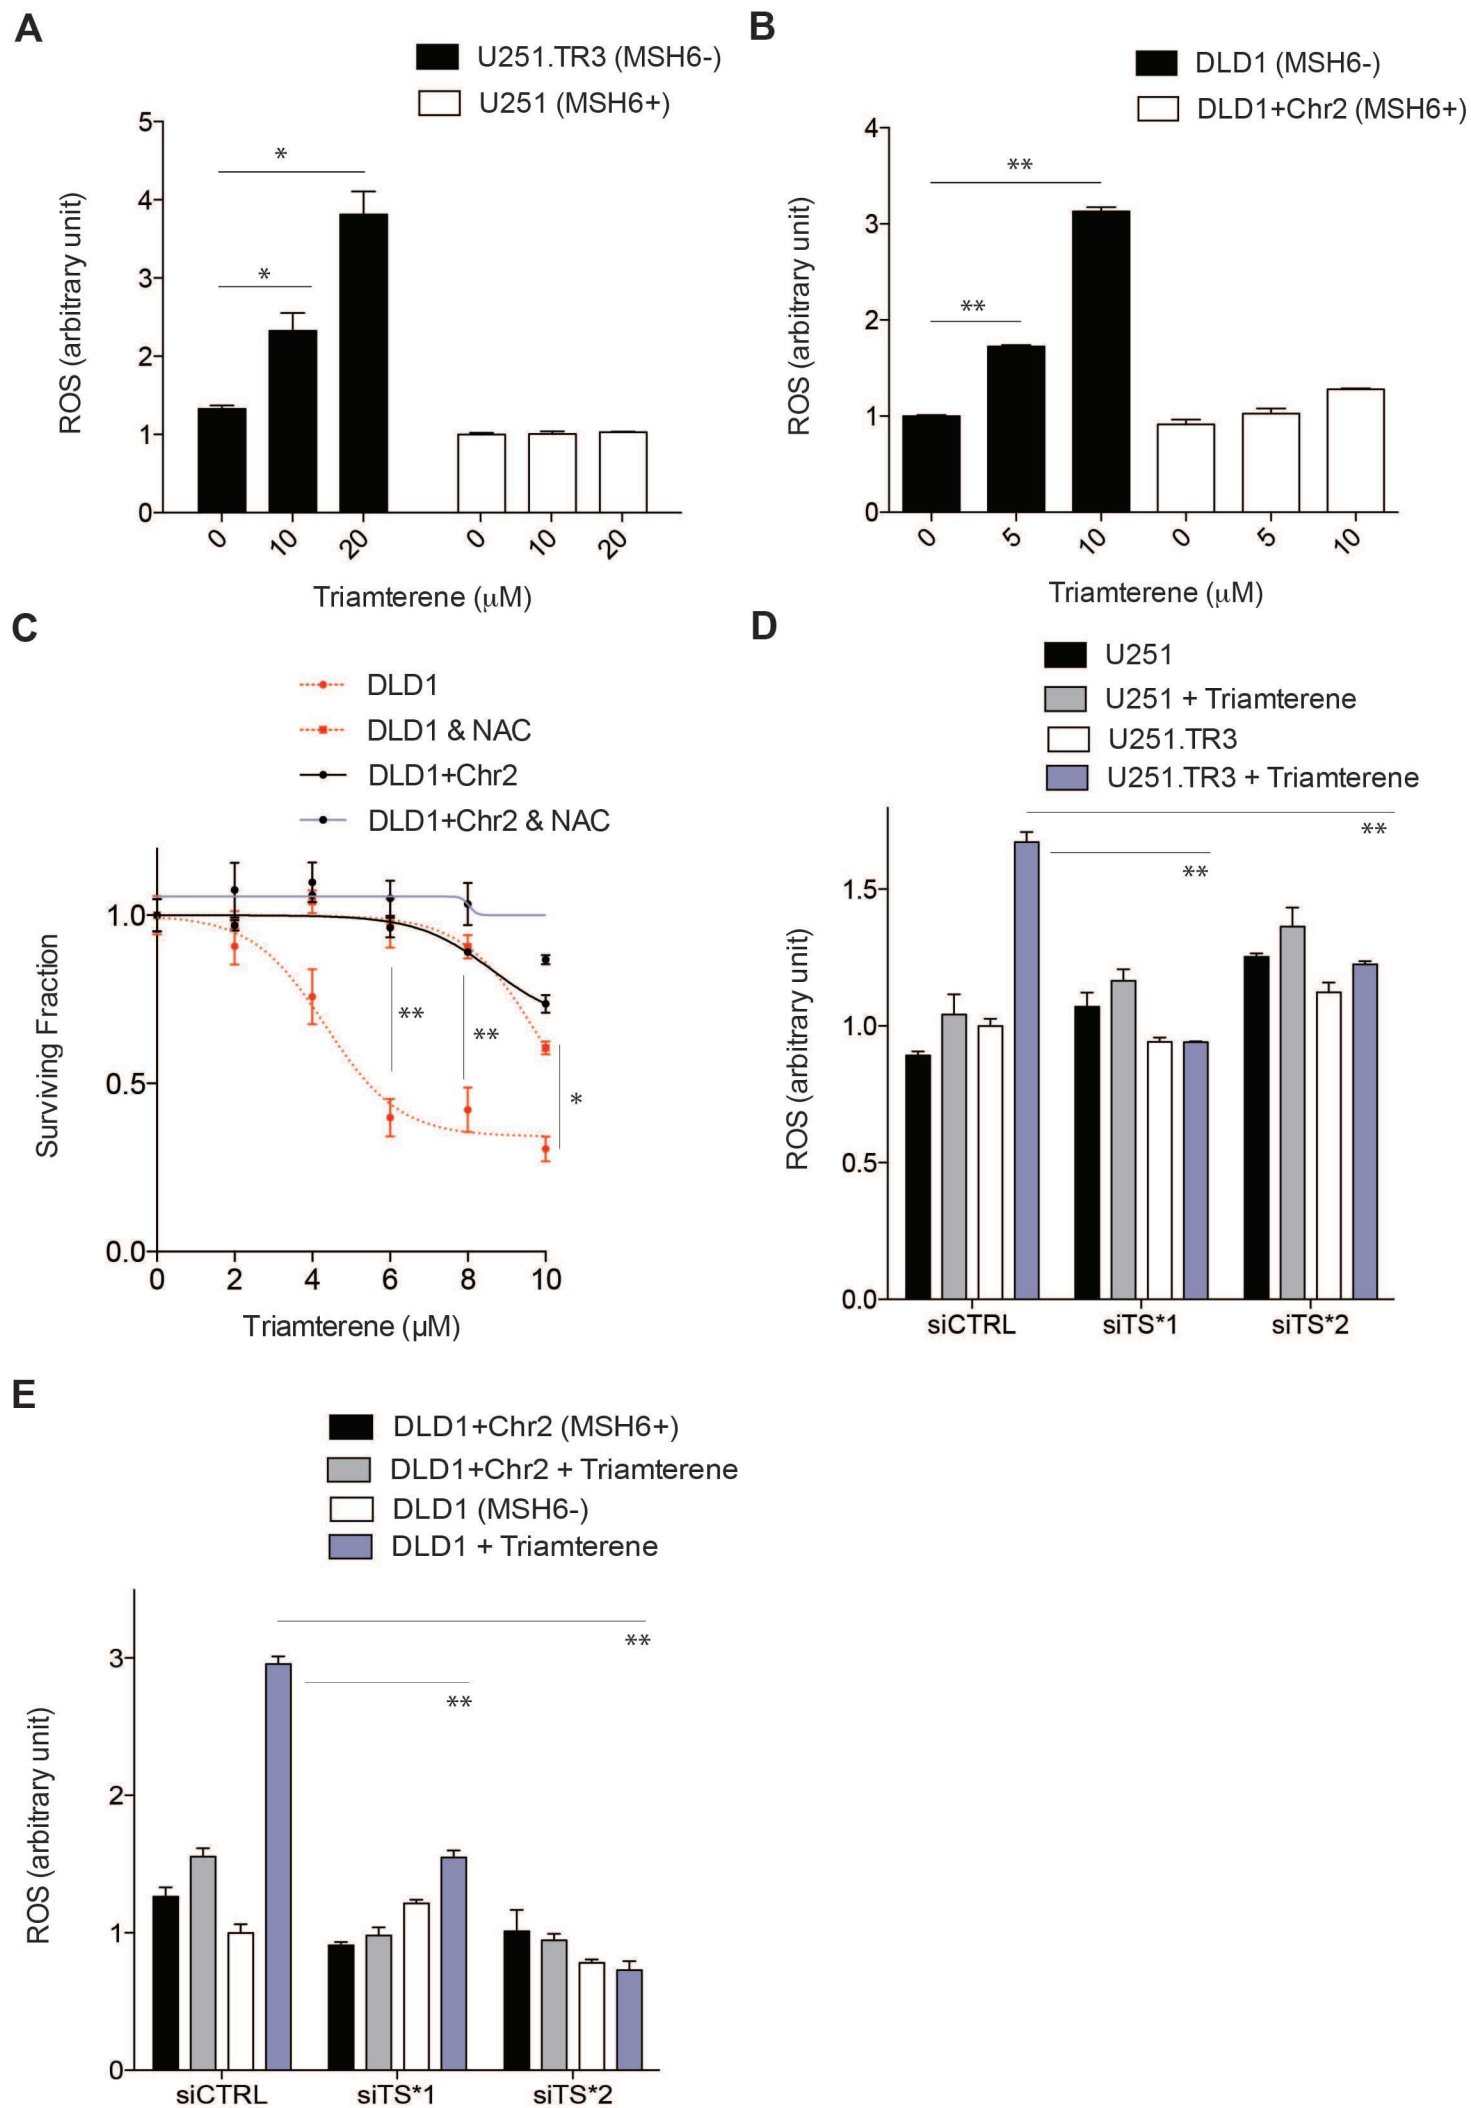 A
U251.TR3 (MSH6-)
U251 (MSH6+)
5
4
3
2
1
0
*
*
ROS (arbitrary unit)
0 10 20 0 10 20
Triamterene (μM)
B
DLD1 (MSH6-)
DLD1+Chr2 (MSH6+)
4
3
2
1
0
**
**
ROS (arbitrary unit)
0 5 10 0 5 10
Triamterene (μM)
C
DLD1
DLD1 & NAC
DLD1+Chr2
DLD1+Chr2 & NAC
1.0
0.5
0.0
**
**
*
Surviving Fraction
0 2 4 6 8 10
Triamterene (μM)
D
U251
U251 + Triamterene
U251.TR3
U251.TR3 + Triamterene
**
**
1.5
1.0
0.5
0.0
ROS (arbitrary unit)
siCTRL siTS*1 siTS*2
E
DLD1+Chr2 (MSH6+)
DLD1+Chr2 + Triamterene
DLD1 (MSH6-)
DLD1 + Triamterene
**
**
3
2
1
0
ROS (arbitrary unit)
siCTRL siTS*1 siTS*2